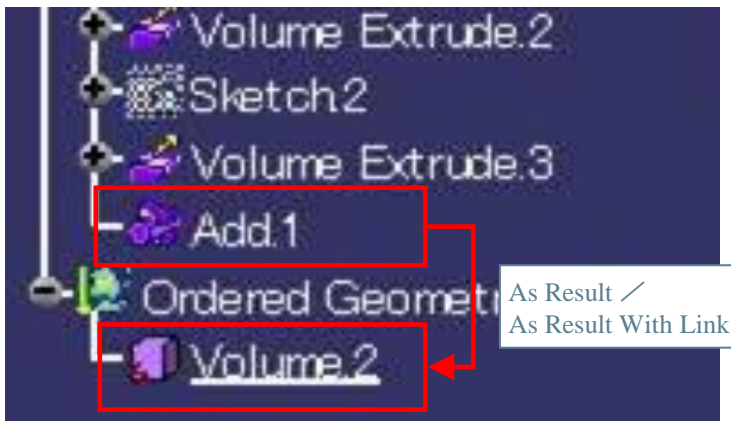 Volume Extrude.2
Sketch.2
Volume Extrude.3
Add.1
Ordered Geometr
As Result ／
As Result With Link
Volume.2